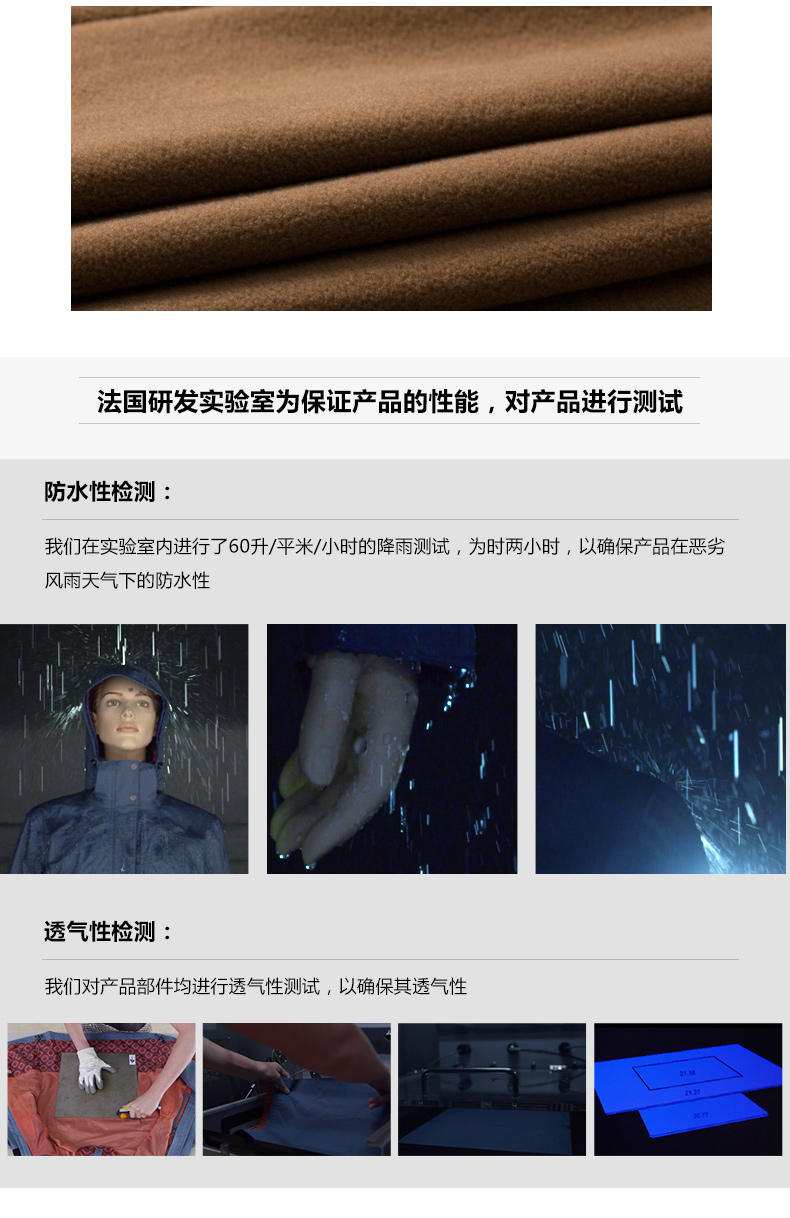 法国研发实验室为保证产品的性能，对产品进行测试
防水性检测：
我们在实验室内进行了60升/平米/小时的降雨测试，为时两小时，以确保产品在恶劣
风雨天气下的防水性
透气性检测：
我们对产品部件均进行透气性测试，以确保其透气性
21.27
20.77